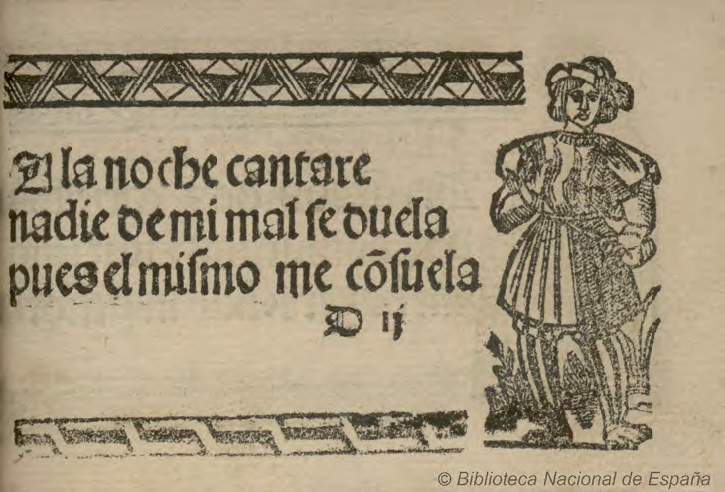 A la noche cantare
nadie de mi mal se duela
pues el mismo me cõsuela
D ij
© Biblioteca Nacional de España